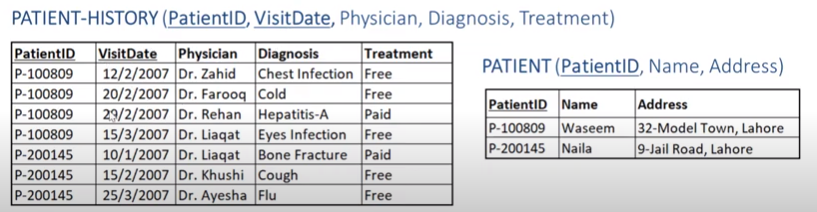 PATIENT-HISTORY (PatientID, VisitDate, Physician, Diagnosis, Treatment)
PatientID VisitDate Physician Diagnosis Treatment
P-100809 12/2/2007 Dr. Zahid Chest Infection Free
P-100809 20/2/2007 Dr. Farooq Cold Free
P-100809 29/2/2007 Dr. Rehan Hepatitis-A Paid
P-100809 15/3/2007 Dr. Liaqat Eyes Infection Free
P-200145 10/1/2007 Dr. Liaqat Bone Fracture Paid
P-200145 15/2/2007 Dr. Khushi Cough Free
P-200145 25/3/2007 Dr. Ayesha Flu Free
PATIENT (PatientID, Name, Address)
PatientID Name Address
P-100809 Waseem 32-Model Town, Lahore
P-200145 Naila 9-Jail Road, Lahore